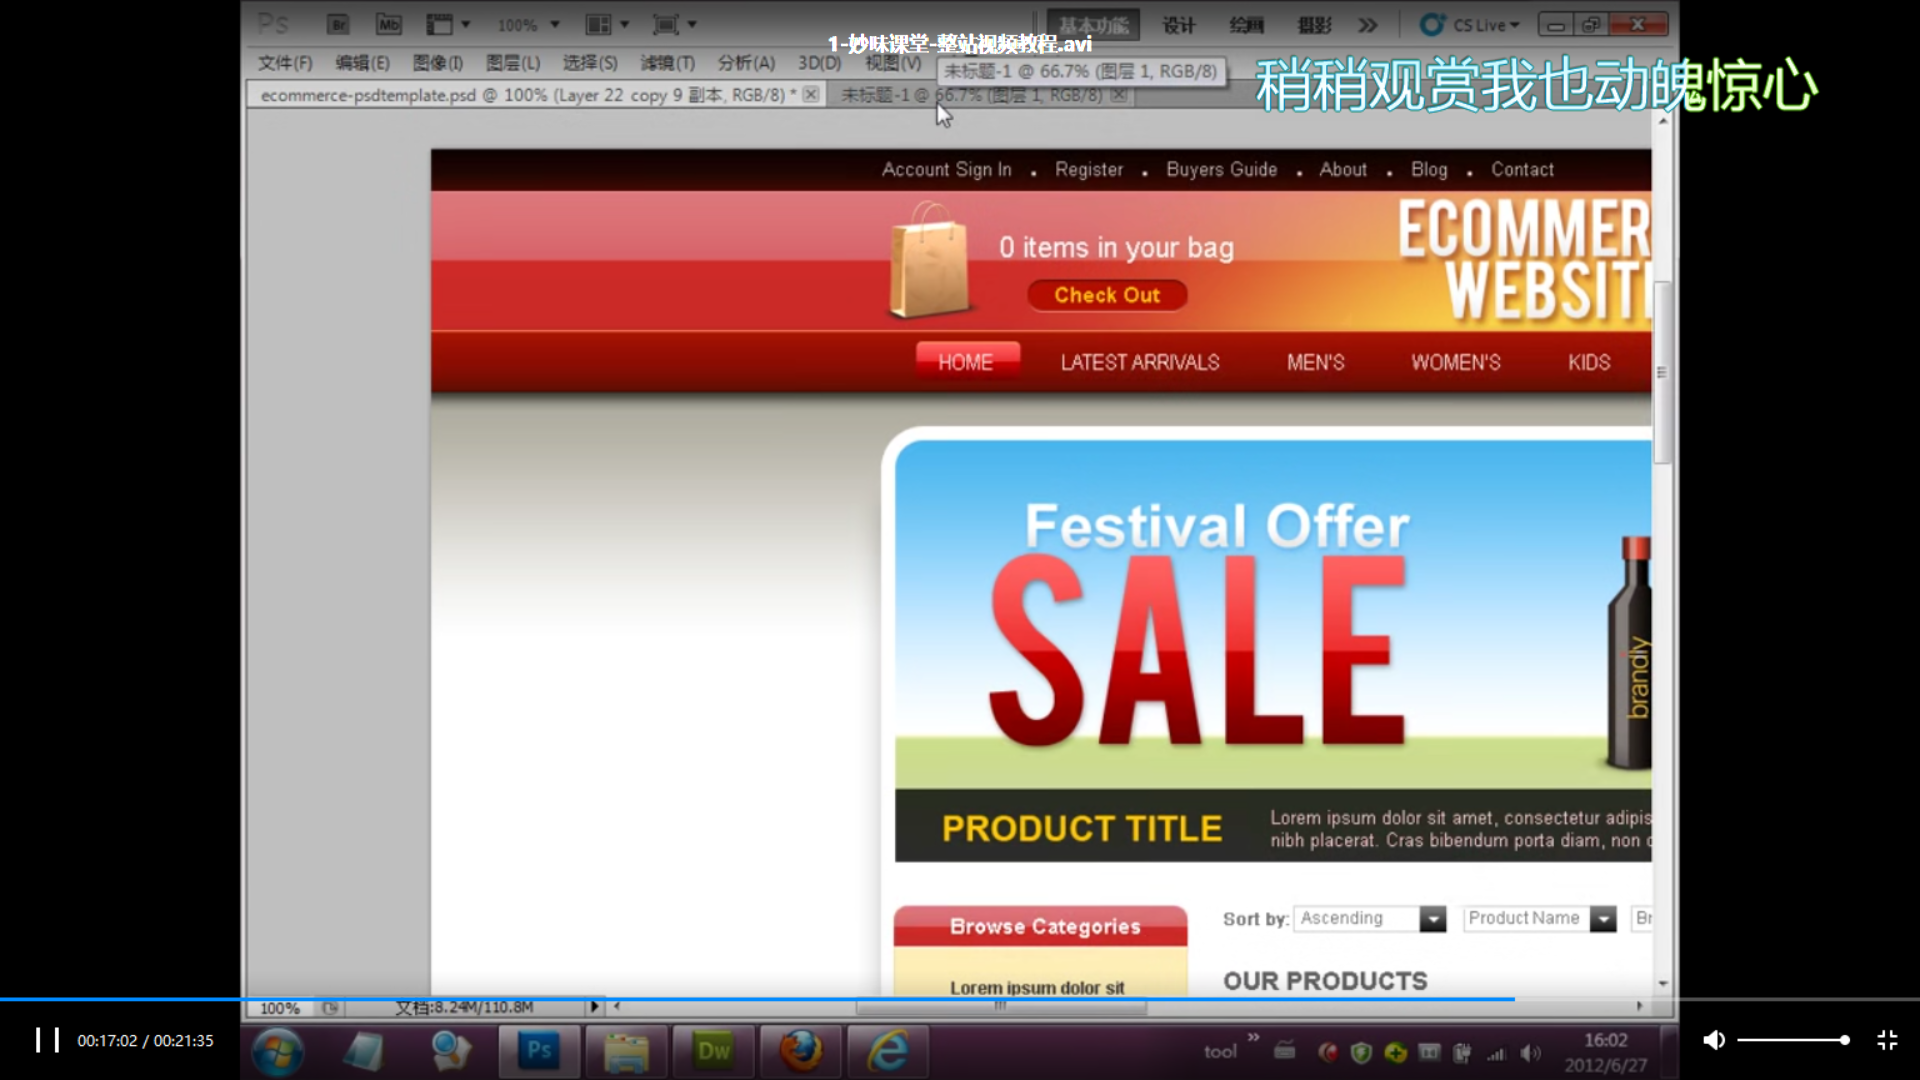 Ps Br Mb 100% 基本功能 设计 绘画 摄影 CS Live
1-妙味课堂-整站视频教程.avi
文件(F) 编辑(E) 图像(I) 图层(L) 选择(S) 滤镜(T) 分析(A) 3D(D) 视图(V)
未标题-1 @ 66.7% (图层 1, RGB/8)
稍稍观赏我也动魄惊心
ecommerce-psdtemplate.psd @ 100% (Layer 22 copy 9 副本, RGB/8) * 未标题-1 @ 66.7% (图层 1, RGB/8)
Account Sign In . Register . Buyers Guide . About . Blog . Contact
ECOMMER
WEBSIT
0 items in your bag
Check Out
HOME LATEST ARRIVALS MEN'S WOMEN'S KIDS
Festival Offer
SALE
brandiy
PRODUCT TITLE
Lorem ipsum dolor sit amet, consectetur adipis
nibh placerat. Cras bibendum porta diam, non
Browse Categories
Sort by: Ascending Product Name Br
Lorem ipsum dolor sit
OUR PRODUCTS
100% 文档:8.24M/110.8M
00:17:02 / 00:21:35
Ps Dw tool 16:02
2012/6/27